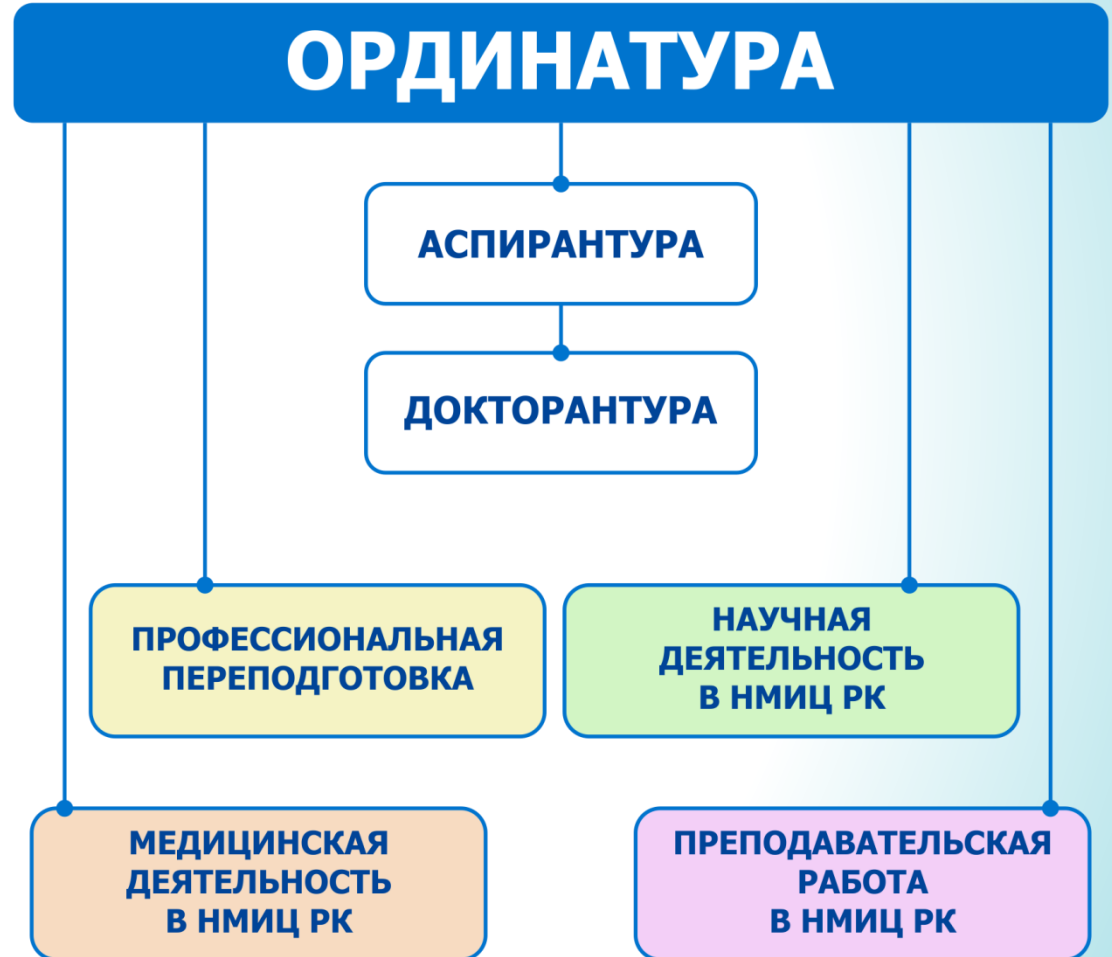 ОРДИНАТУРА
АСПИРАНТУРА
ДОКТОРАНТУРА
ПРОФЕССИОНАЛЬНАЯ
ПЕРЕПОДГОТОВКА
НАУЧНАЯ
ДЕЯТЕЛЬНОСТЬ
В НМИЦ РК
МЕДИЦИНСКАЯ
ДЕЯТЕЛЬНОСТЬ
В НМИЦ РК
ПРЕПОДАВАТЕЛЬСКАЯ
РАБОТА
В НМИЦ РК